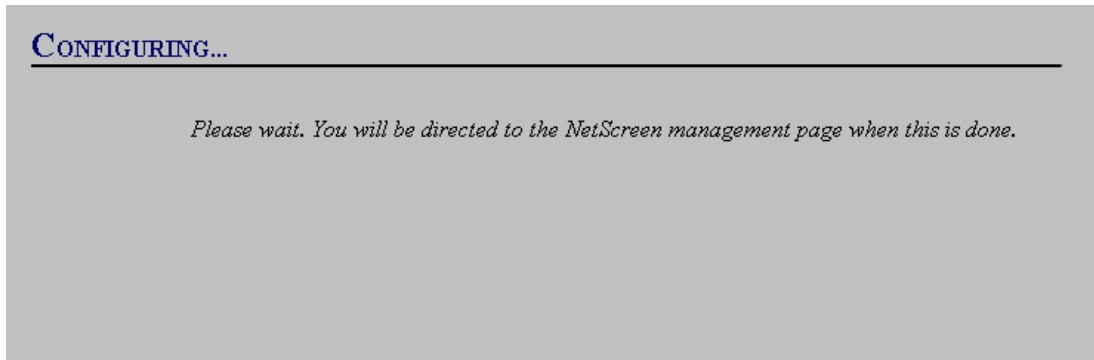 CONFIGURING...
Please wait. You will be directed to the NetScreen management page when this is done.